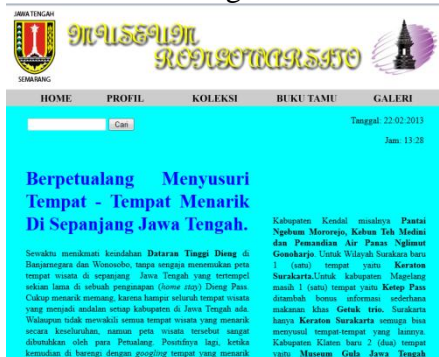 JAWA TENGAH
MUSEUM
RONGOWARSITO
SEMARANG
HOME PROFIL KOLEKSI BUKU TAMU GALERI
Cari
Tanggal: 22:02:2013
Jam: 13:28
Berpetualang Menyusuri
Tempat - Tempat Menarik
Di Sepanjang Jawa Tengah.
Sewaktu menikmati keindahan Dataran Tinggi Dieng di
Banjarnegara dan Wonosobo, tanpa sengaja menemukan peta
tempat wisata di sepanjang Jawa Tengah yang tertempel
sekian lama di sebuah penginapan (home stay) Dieng Pass.
Cukup menarik memang, karena hampir seluruh tempat wisata
yang menjadi andalan setiap kabupaten di Jawa Tengah ada.
Walaupun tidak mewakili semua tempat wisata yang menarik
secara keseluruhan, namun peta wisata tersebut sangat
dibutuhkan oleh para Petualang. Positifnya lagi, ketika
kemudian di barengi dengan googling tempat yang menarik
Kabupaten Kendal misalnya Pantai
Ngebum Mororejo, Kebun Teh Medini
dan Pemandian Air Panas Nglimut
Gonoharjo. Untuk Wilayah Surakara baru
1 (satu) tempat yaitu Keraton
Surakarta.Untuk kabupaten Magelang
masih 1 (satu) tempat yaitu Ketep Pass
ditambah bonus informasi sederhana
makanan khas Getuk trio. Surakarta
hanya Keraton Surakarta semoga bisa
menyusul tempat-tempat yang lainnya.
Kabupaten Klaten baru 2 (dua) tempat
yaitu Museum Gula Jawa Tengah